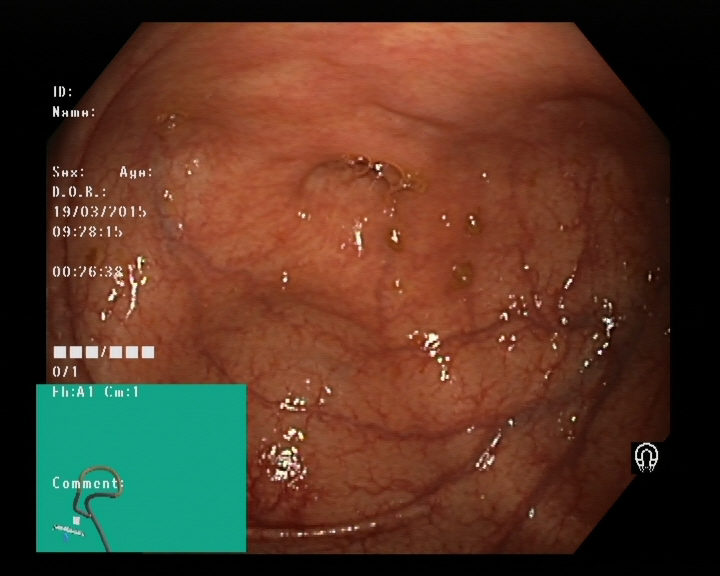 ID:
Name:
Sex: Age:
D.O.B.:
19/03/2015
09:28:15
00:26:38
■■■/■■■
0/1
Eh:A1 Cm:1
Comment: